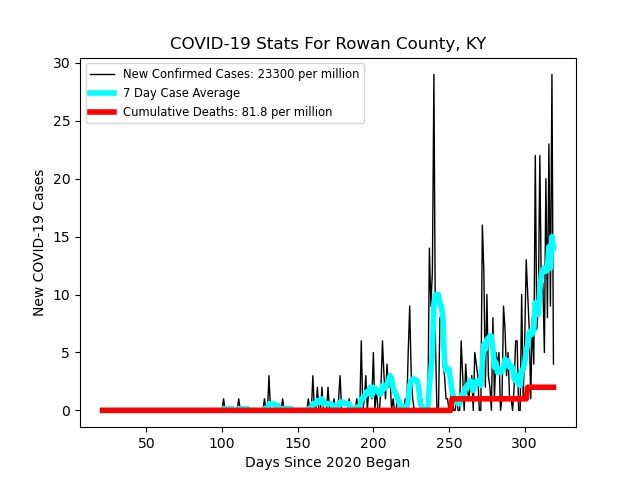 COVID-19 Stats For Rowan County, KY
New Confirmed Cases: 23300 per million
7 Day Case Average
Cumulative Deaths: 81.8 per million
New COVID-19 Cases
30
25
20
15
10
5
0
50 100 150 200 250 300
Days Since 2020 Began